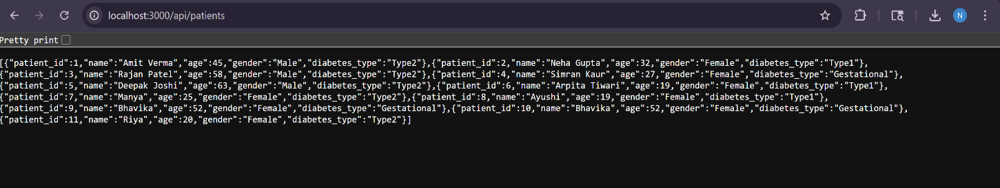 localhost:3000/api/patients
N
Pretty print
[{"patient_id":1,"name":"Amit Verma","age":45,"gender":"Male","diabetes_type":"Type2"},{"patient_id":2,"name":"Neha Gupta","age":32,"gender":"Female","diabetes_type":"Type1"},
{"patient_id":3,"name":"Rajan Patel","age":58,"gender":"Male","diabetes_type":"Type2"},{"patient_id":4,"name":"Simran Kaur","age":27,"gender":"Female","diabetes_type":"Gestational"},
{"patient_id":5,"name":"Deepak Joshi","age":63,"gender":"Male","diabetes_type":"Type2"},{"patient_id":6,"name":"Arpita Tiwari","age":19,"gender":"Female","diabetes_type":"Type1"},
{"patient_id":7,"name":"Manya","age":25,"gender":"Female","diabetes_type":"Type2"},{"patient_id":8,"name":"Ayushi","age":19,"gender":"Female","diabetes_type":"Type1"},
{"patient_id":9,"name":"Bhavika","age":52,"gender":"Female","diabetes_type":"Gestational"},{"patient_id":10,"name":"Bhavika","age":52,"gender":"Female","diabetes_type":"Gestational"},
{"patient_id":11,"name":"Riya","age":20,"gender":"Female","diabetes_type":"Type2"}]